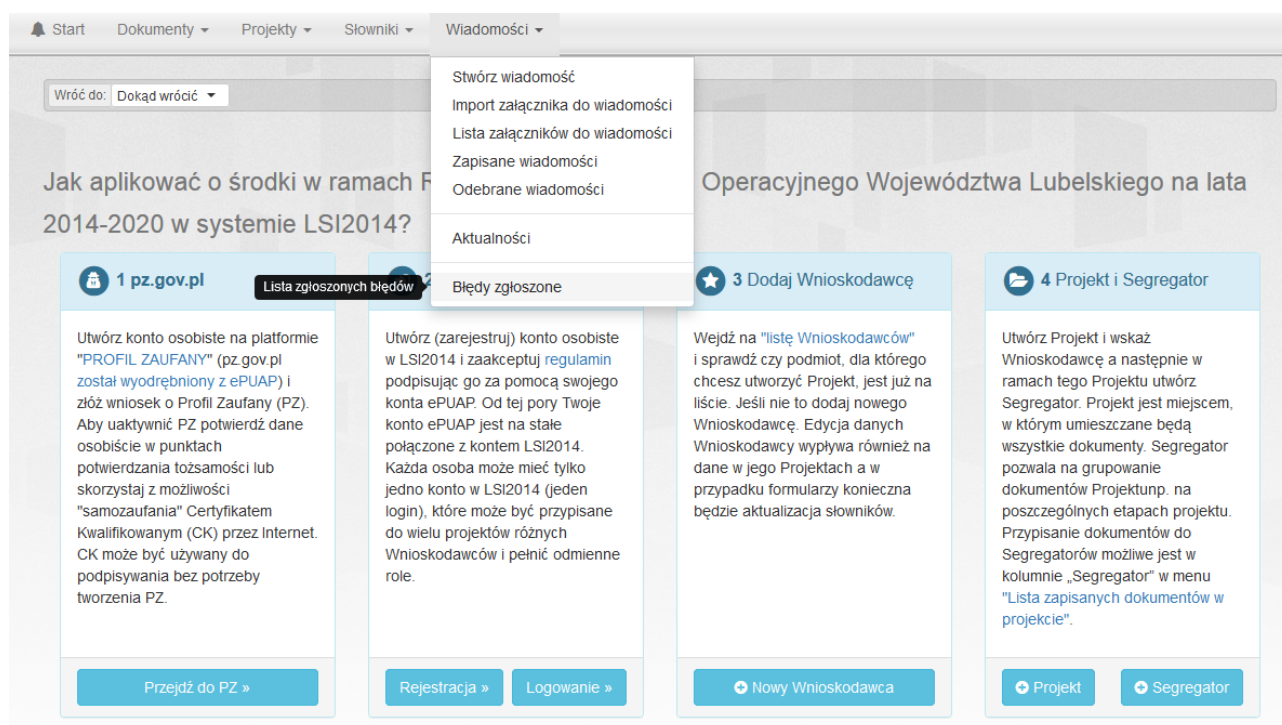 Start Dokumenty Projekty Słowniki Wiadomości
Stwórz wiadomość
Import załącznika do wiadomości
Lista załączników do wiadomości
Zapisane wiadomości
Odebrane wiadomości
Aktualności
Błędy zgłoszone
Lista zgłoszonych błędów
Wróć do: Dokąd wrócić
Jak aplikować o środki w ramach Operacyjnego Województwa Lubelskiego na lata
2014-2020 w systemie LSI2014?
1 pz.gov.pl
Utwórz konto osobiste na platformie
"PROFIL ZAUFANY" (pz.gov.pl
został wyodrębniony z ePUAP) i
złóż wniosek o Profil Zaufany (PZ).
Aby uaktywnić PZ potwierdź dane
osobiście w punktach
potwierdzania tożsamości lub
skorzystaj z możliwości
"samozaufania" Certyfikatem
Kwalifikowanym (CK) przez Internet.
CK może być używany do
podpisywania bez potrzeby
tworzenia PZ.
Przejdź do PZ »
2
Utwórz (zarejestruj) konto osobiste
w LSI2014 i zaakceptuj regulamin
podpisując go za pomocą swojego
konta ePUAP. Od tej pory Twoje
konto ePUAP jest na stałe
połączone z kontem LSI2014.
Każda osoba może mieć tylko
jedno konto w LSI2014 (jeden
login), które może być przypisane
do wielu projektów różnych
Wnioskodawców i pełnić odmienne
role.
Rejestracja » Logowanie »
3 Dodaj Wnioskodawcę
Wejdź na "listę Wnioskodawców"
i sprawdź czy podmiot, dla którego
chcesz utworzyć Projekt, jest już na
liście. Jeśli nie to dodaj nowego
Wnioskodawcę. Edycja danych
Wnioskodawcy wypływa również na
dane w jego Projektach a w
przypadku formularzy konieczna
będzie aktualizacja słowników.
Nowy Wnioskodawca
4 Projekt i Segregator
Utwórz Projekt i wskaż
Wnioskodawcę a następnie w
ramach tego Projektu utwórz
Segregator. Projekt jest miejscem,
w którym umieszczane będą
wszystkie dokumenty. Segregator
pozwala na grupowanie
dokumentów Projektunp. na
poszczególnych etapach projektu.
Przypisanie dokumentów do
Segregatorów możliwe jest w
kolumnie „Segregator" w menu
"Lista zapisanych dokumentów w
projekcie".
Projekt Segregator